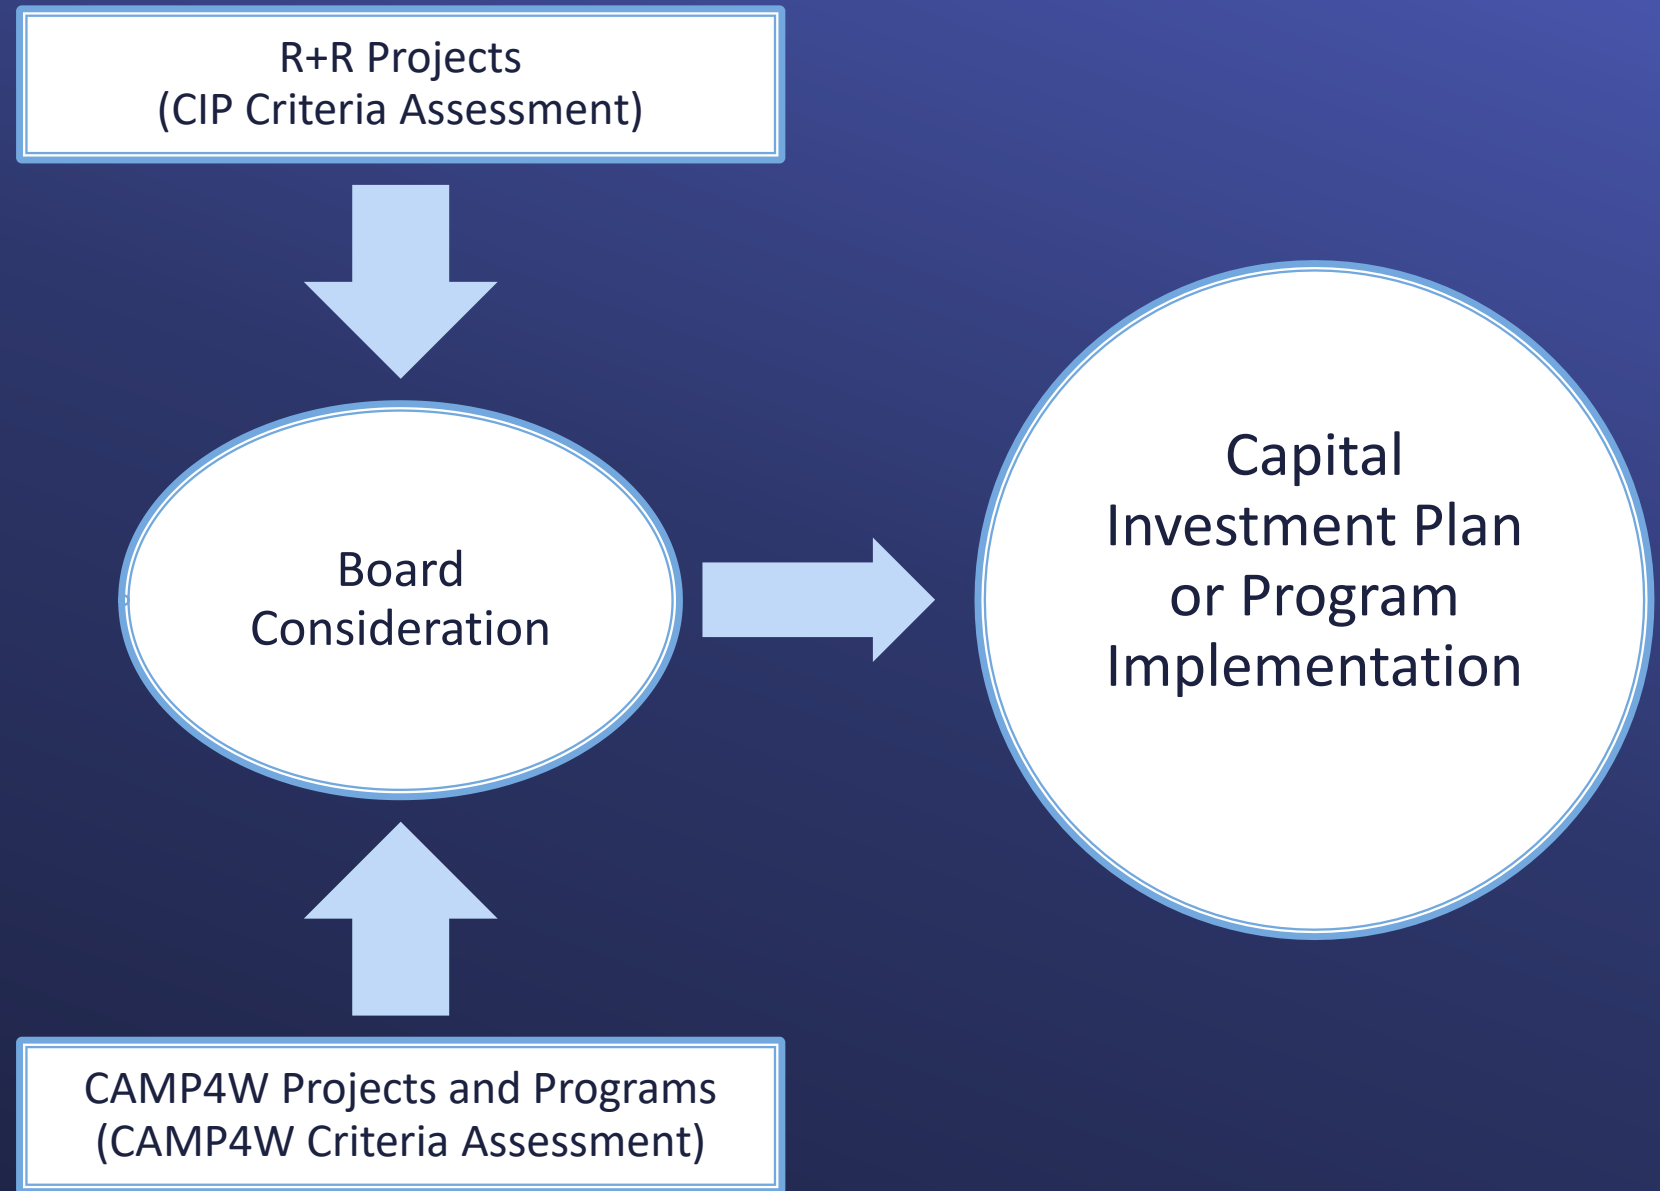 R+R Projects
(CIP Criteria Assessment)
Board
Consideration
Capital
Investment Plan
or Program
Implementation
CAMP4W Projects and Programs
(CAMP4W Criteria Assessment)